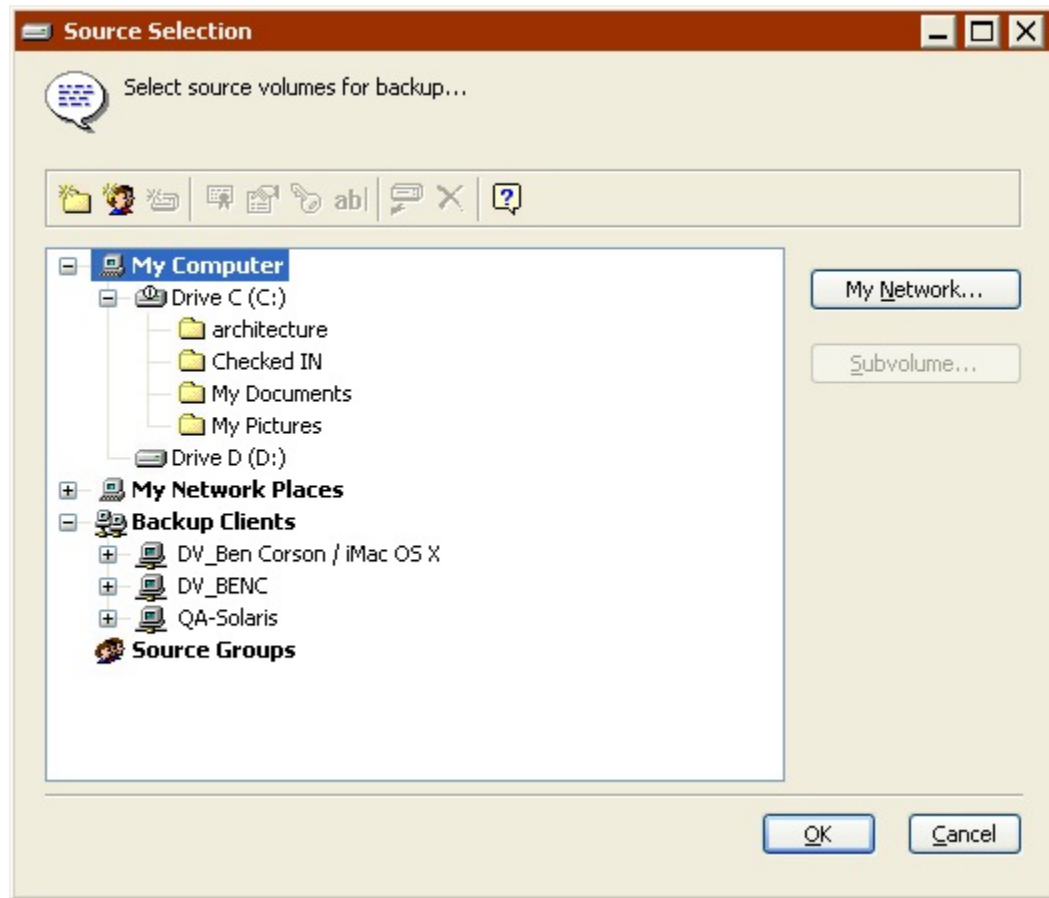 Source Selection
Select source volumes for backup...
abl
My Computer
Drive C (C:)
architecture
Checked IN
My Documents
My Pictures
Drive D (D:)
My Network Places
Backup Clients
DV_Ben Corson / iMac OS X
DV_BENC
QA-Solaris
Source Groups
My Network...
Subvolume...
OK
Cancel